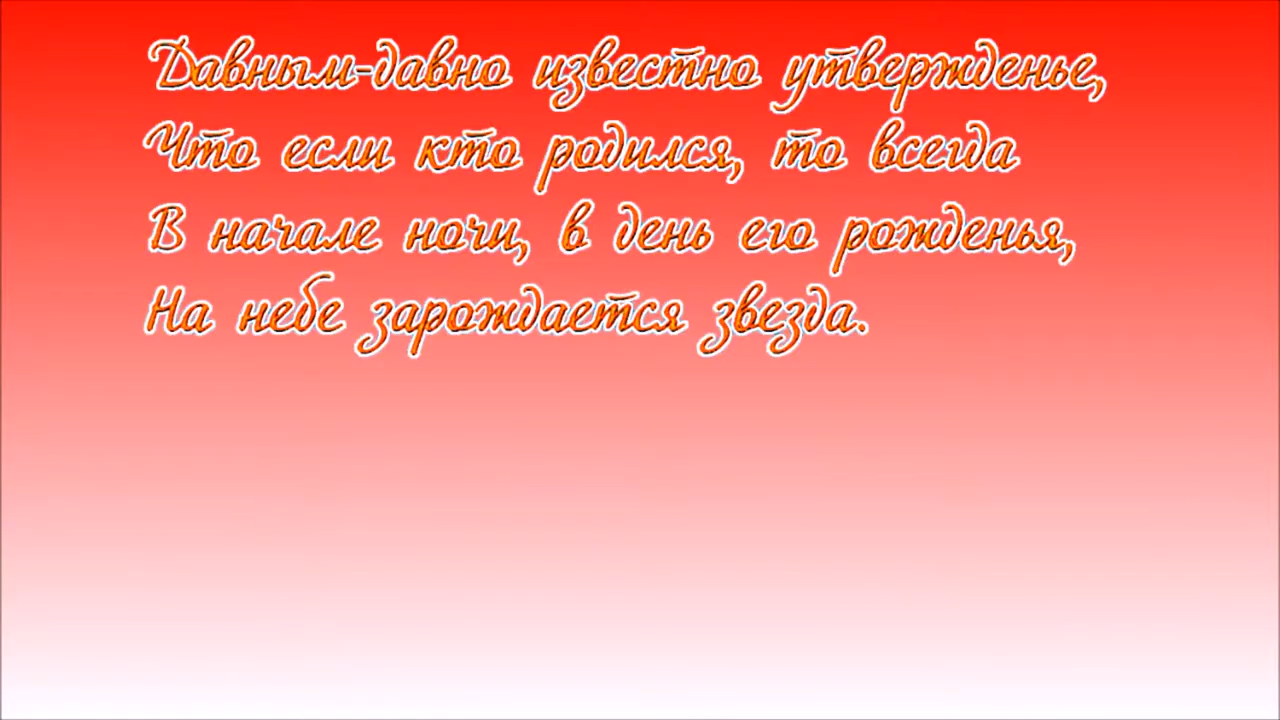 Давным-давно известно утвержденье,
Что если кто родился, то всегда
В начале ночи, в день его рожденья,
На небе зарождается звезда.